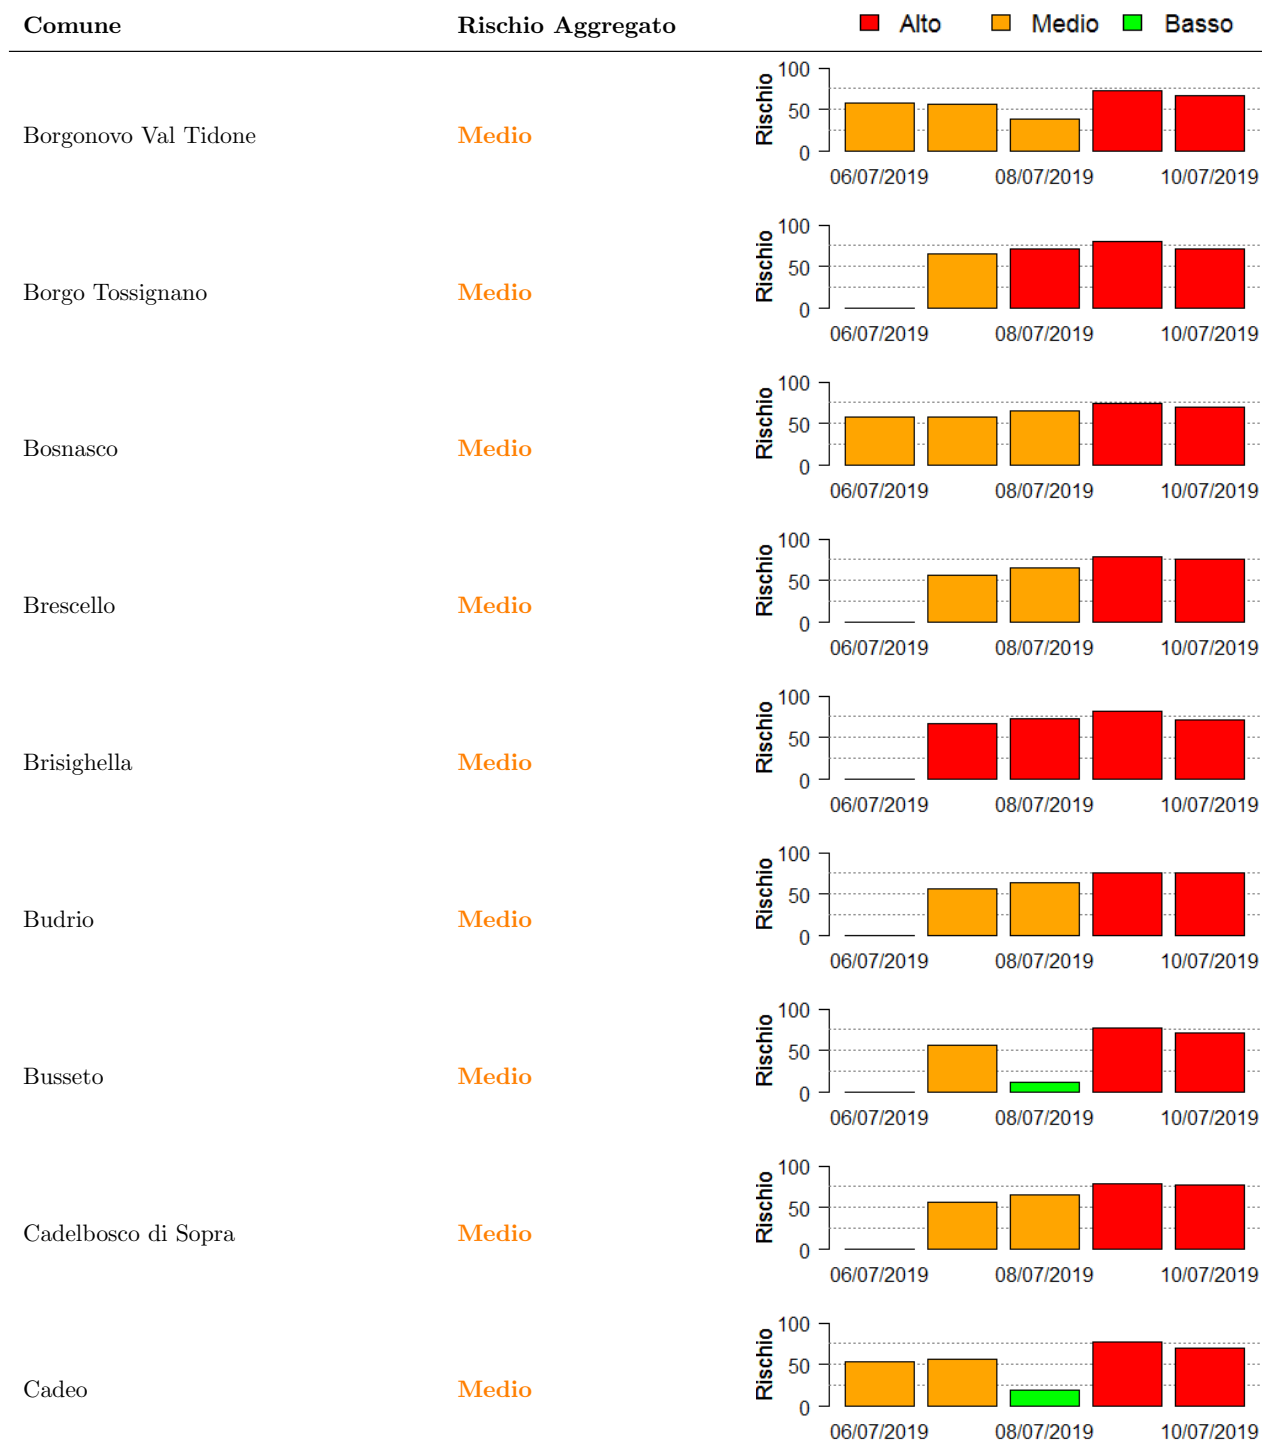 Comune Rischio Aggregato Alto Medio Basso
Borgonovo Val Tidone Medio Rischio 100 50 0
06/07/2019 08/07/2019 10/07/2019
Borgo Tossignano Medio Rischio 100 50 0
06/07/2019 08/07/2019 10/07/2019
Bosnasco Medio Rischio 100 50 0
06/07/2019 08/07/2019 10/07/2019
Brescello Medio Rischio 100 50 0
06/07/2019 08/07/2019 10/07/2019
Brisighella Medio Rischio 100 50 0
06/07/2019 08/07/2019 10/07/2019
Budrio Medio Rischio 100 50 0
06/07/2019 08/07/2019 10/07/2019
Busseto Medio Rischio 100 50 0
06/07/2019 08/07/2019 10/07/2019
Cadelbosco di Sopra Medio Rischio 100 50 0
06/07/2019 08/07/2019 10/07/2019
Cadeo Medio Rischio 100 50 0
06/07/2019 08/07/2019 10/07/2019